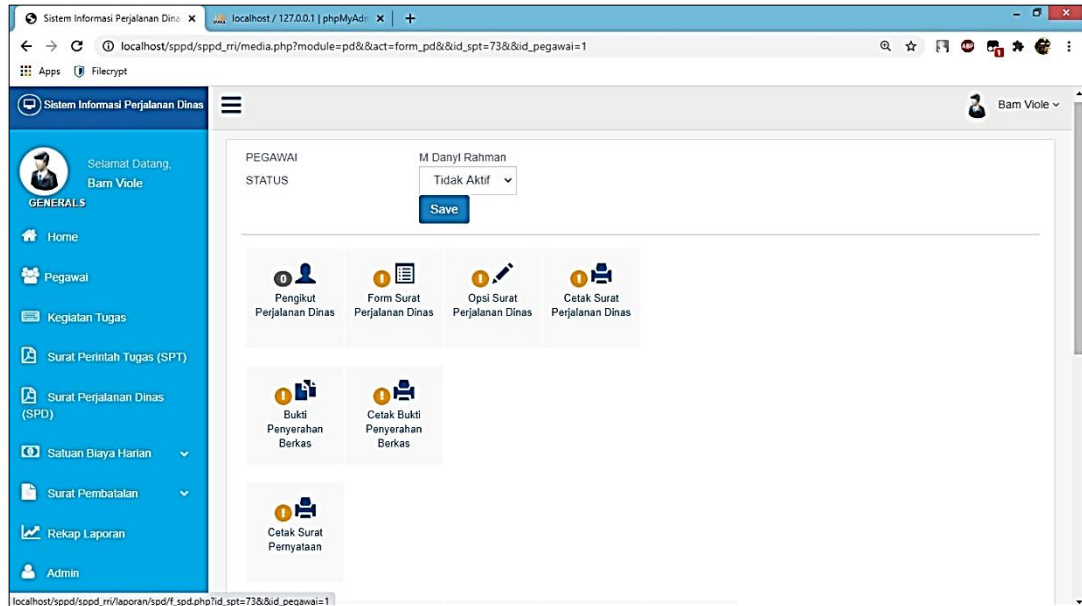 Sistem Informasi Perjalanan Dina
localhost / 127.0.0.1 | phpMyAdm
localhost/sppd/sppd_rri/media.php?module=pd&&act=form_pd&&id_spt=73&&id_pegawai=1
Apps
Filecrypt
Sistem Informasi Perjalanan Dinas
Bam Viole
Selamat Datang,
Bam Viole
GENERALS
Home
Pegawai
Kegiatan Tugas
Surat Perintah Tugas (SPT)
Surat Perjalanan Dinas
(SPD)
Satuan Biaya Harian
Surat Pembatalan
Rekap Laporan
Admin
PEGAWAI M Danyl Rahman
STATUS Tidak Aktif
Save
0
Pengikut
Perjalanan Dinas
Form Surat
Perjalanan Dinas
Opsi Surat
Perjalanan Dinas
Cetak Surat
Perjalanan Dinas
Bukti
Penyerahan
Berkas
Cetak Bukti
Penyerahan
Berkas
Cetak Surat
Pernyataan
localhost/sppd/sppd_rri/laporan/spd/f_spd.php?id_spt=73&&id_pegawai=1